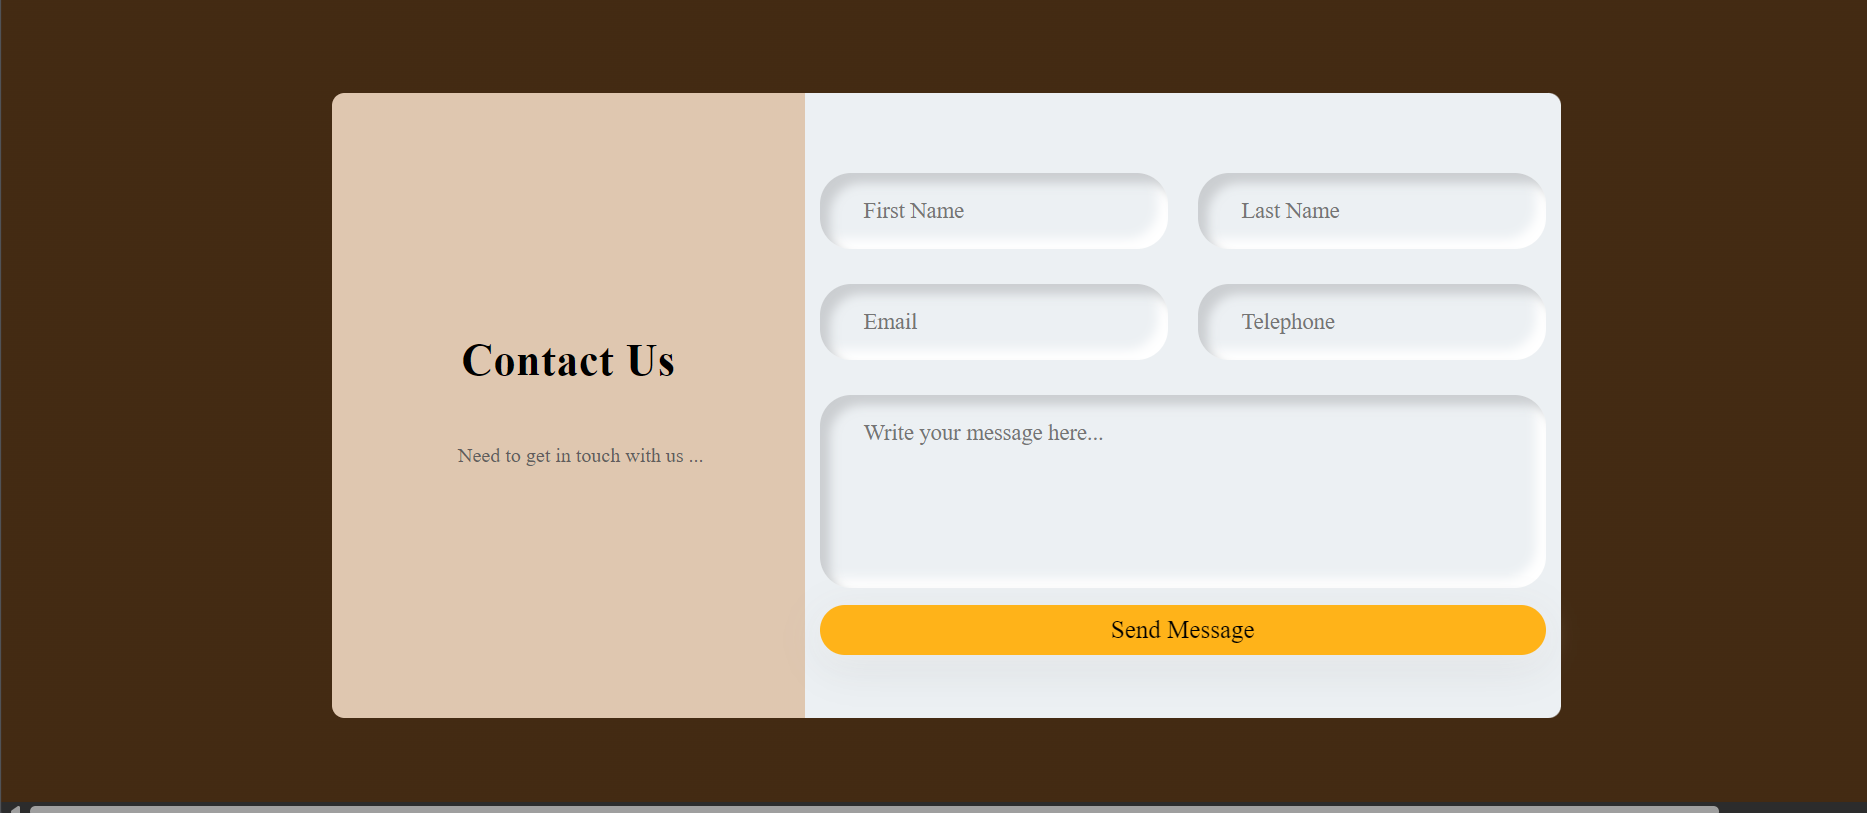 Contact Us
Need to get in touch with us ...
First Name
Last Name
Email
Telephone
Write your message here...
Send Message